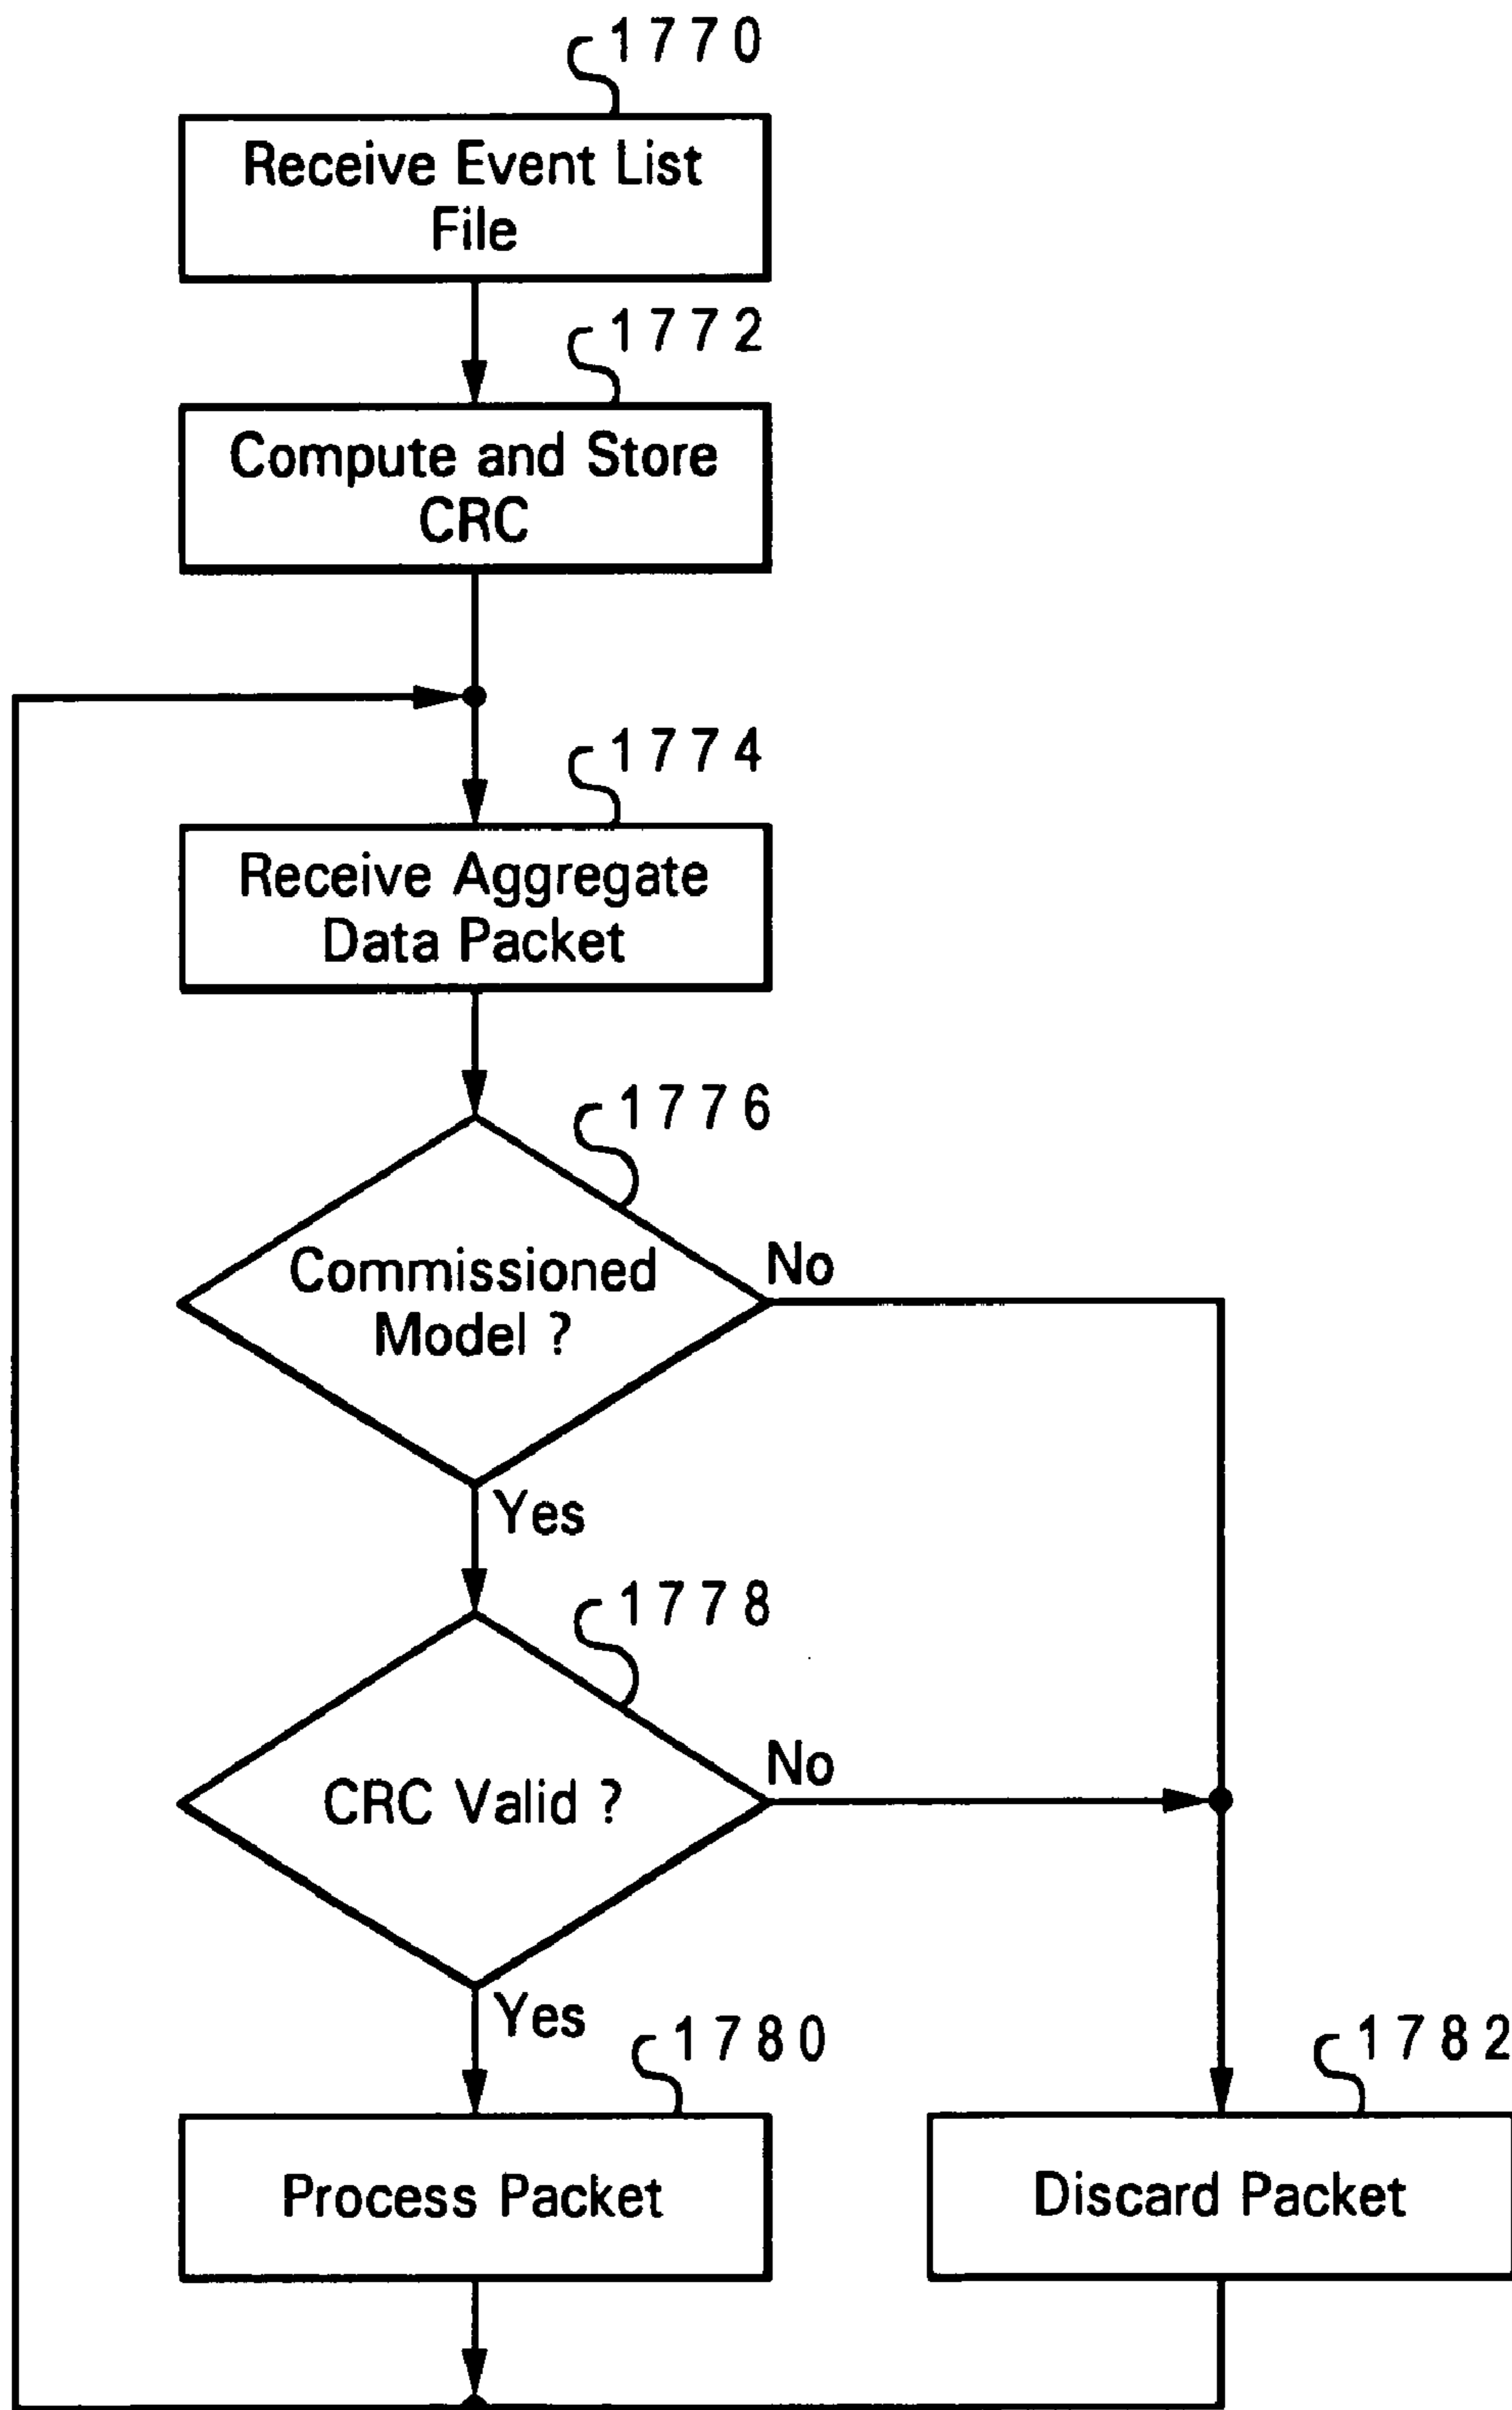 1770
Receive Event List
File
1772
Compute and Store
CRC
1774
Receive Aggregate
Data Packet
1776
Commissioned
Model ?
No
Yes
1778
CRC Valid ?
No
Yes
1780
Process Packet
1782
Discard Packet